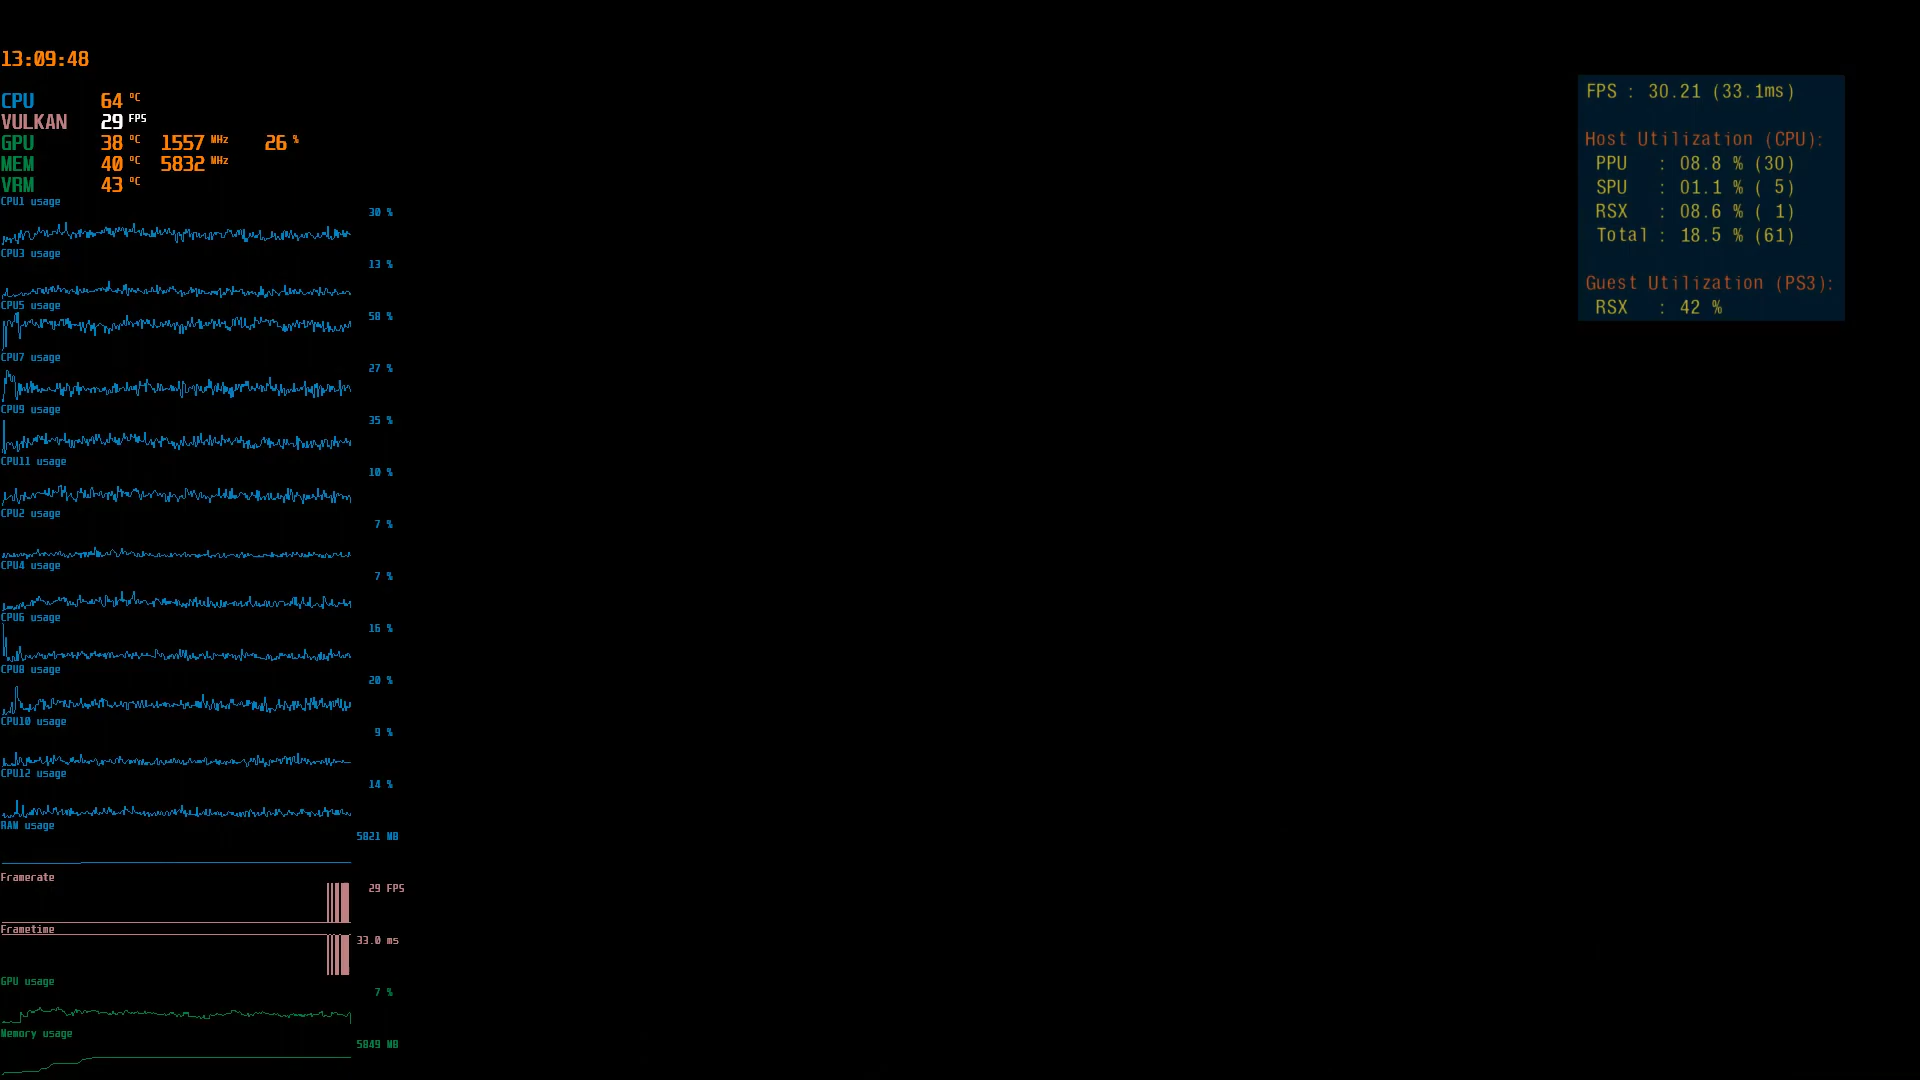 13:09:48
CPU 64 °C
VULKAN 29 FPS
GPU 38 °C 1557 MHz 26 %
MEM 40 °C 5832 MHz
VRM 43 °C
CPU1 usage
30 %
CPU3 usage
13 %
CPU5 usage
50 %
CPU7 usage
27 %
CPU9 usage
35 %
CPU11 usage
10 %
CPU2 usage
7 %
CPU4 usage
7 %
CPU6 usage
16 %
CPU8 usage
20 %
CPU10 usage
9 %
CPU12 usage
14 %
RAM usage
5821 MB
Framerate
29 FPS
Frametime
33.0 ms
GPU usage
7 %
Memory usage
5849 MB
FPS : 30.21 (33.1ms)
Host Utilization (CPU):
PPU : 08.8 % (30)
SPU : 01.1 % ( 5)
RSX : 08.6 % ( 1)
Total : 18.5 % (61)
Guest Utilization (PS3):
RSX : 42 %